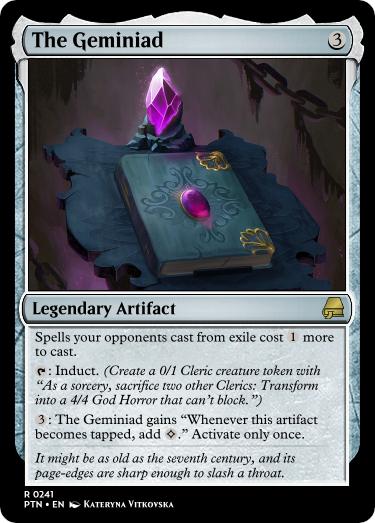 The Geminiad 3
Legendary Artifact
Spells your opponents cast from exile cost 1 more
to cast.
: Induct. (Create a 0/1 Cleric creature token with
“As a sorcery, sacrifice two other Clerics: Transform
into a 4/4 God Horror that can’t block.”)
3: The Geminiad gains “Whenever this artifact
becomes tapped, add .” Activate only once.
It might be as old as the seventh century, and its
page-edges are sharp enough to slash a throat.
R 0241
PTN • EN Kateryna Vitkovska